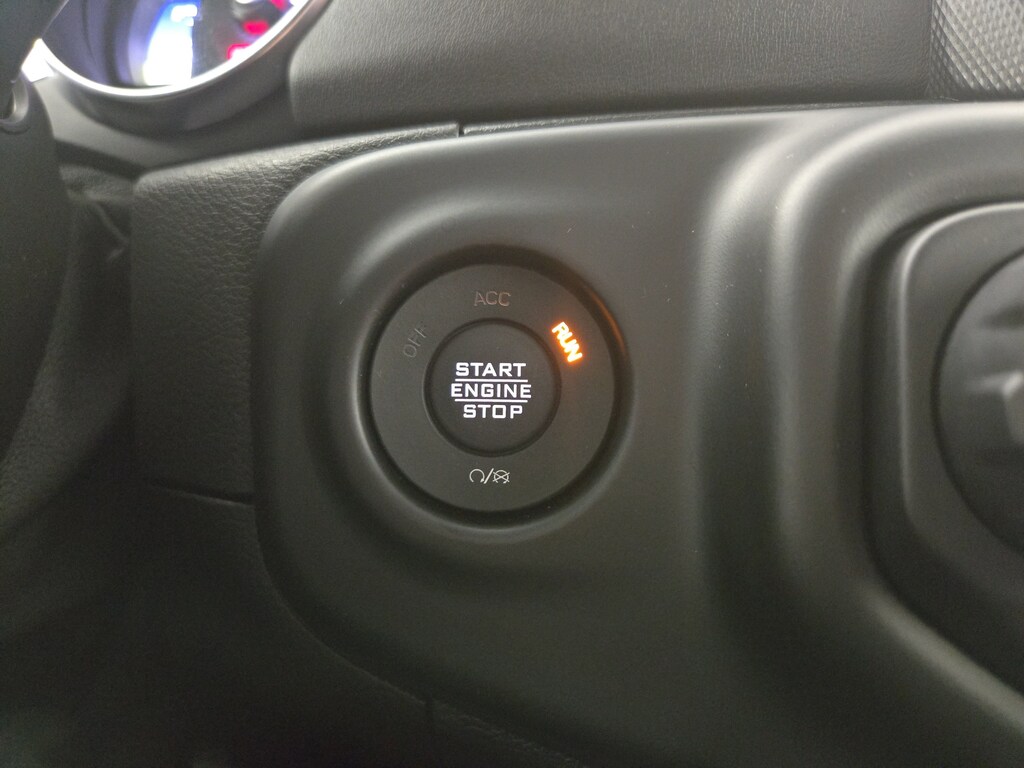 ACC
OFF
RUN
START
ENGINE
STOP